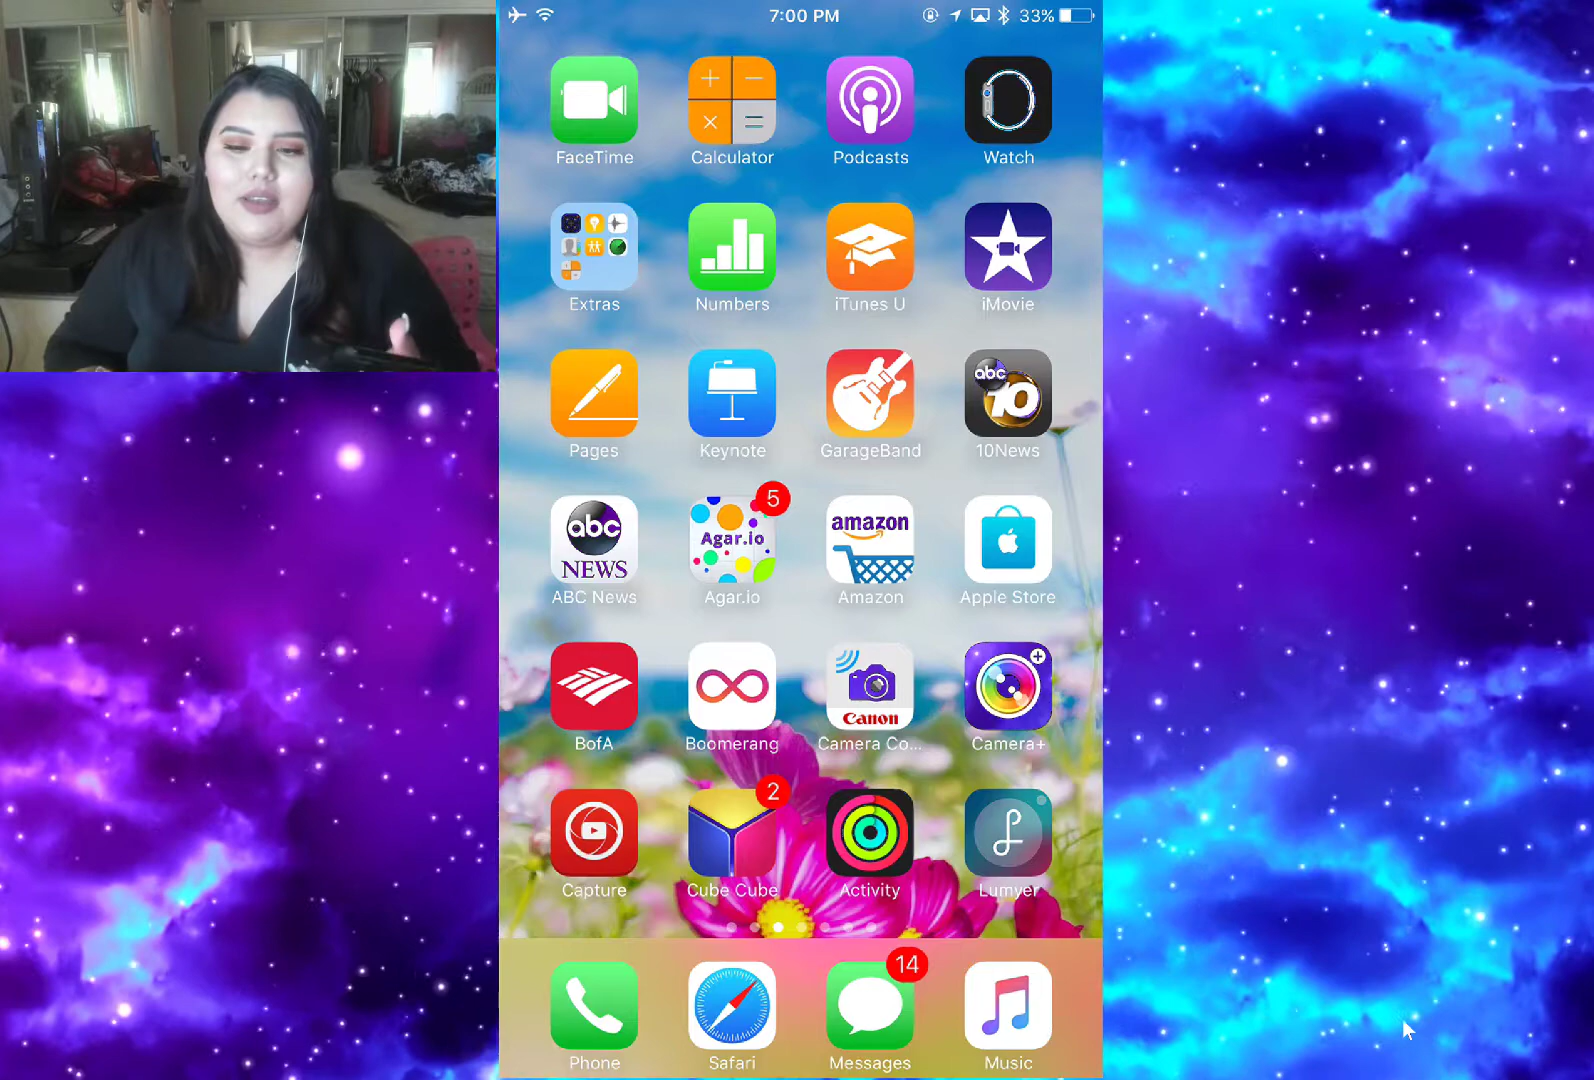 7:00 PM 33%
FaceTime Calculator Podcasts Watch
Extras Numbers iTunes U iMovie
abc
10
Pages Keynote GarageBand 10News
5
abc
NEWS
Agar.io
amazon
ABC News Agar.io Amazon Apple Store
Canon
BofA Boomerang Camera Co... Camera+
2
Capture Cube Cube Activity Lumyer
14
Phone Safari Messages Music